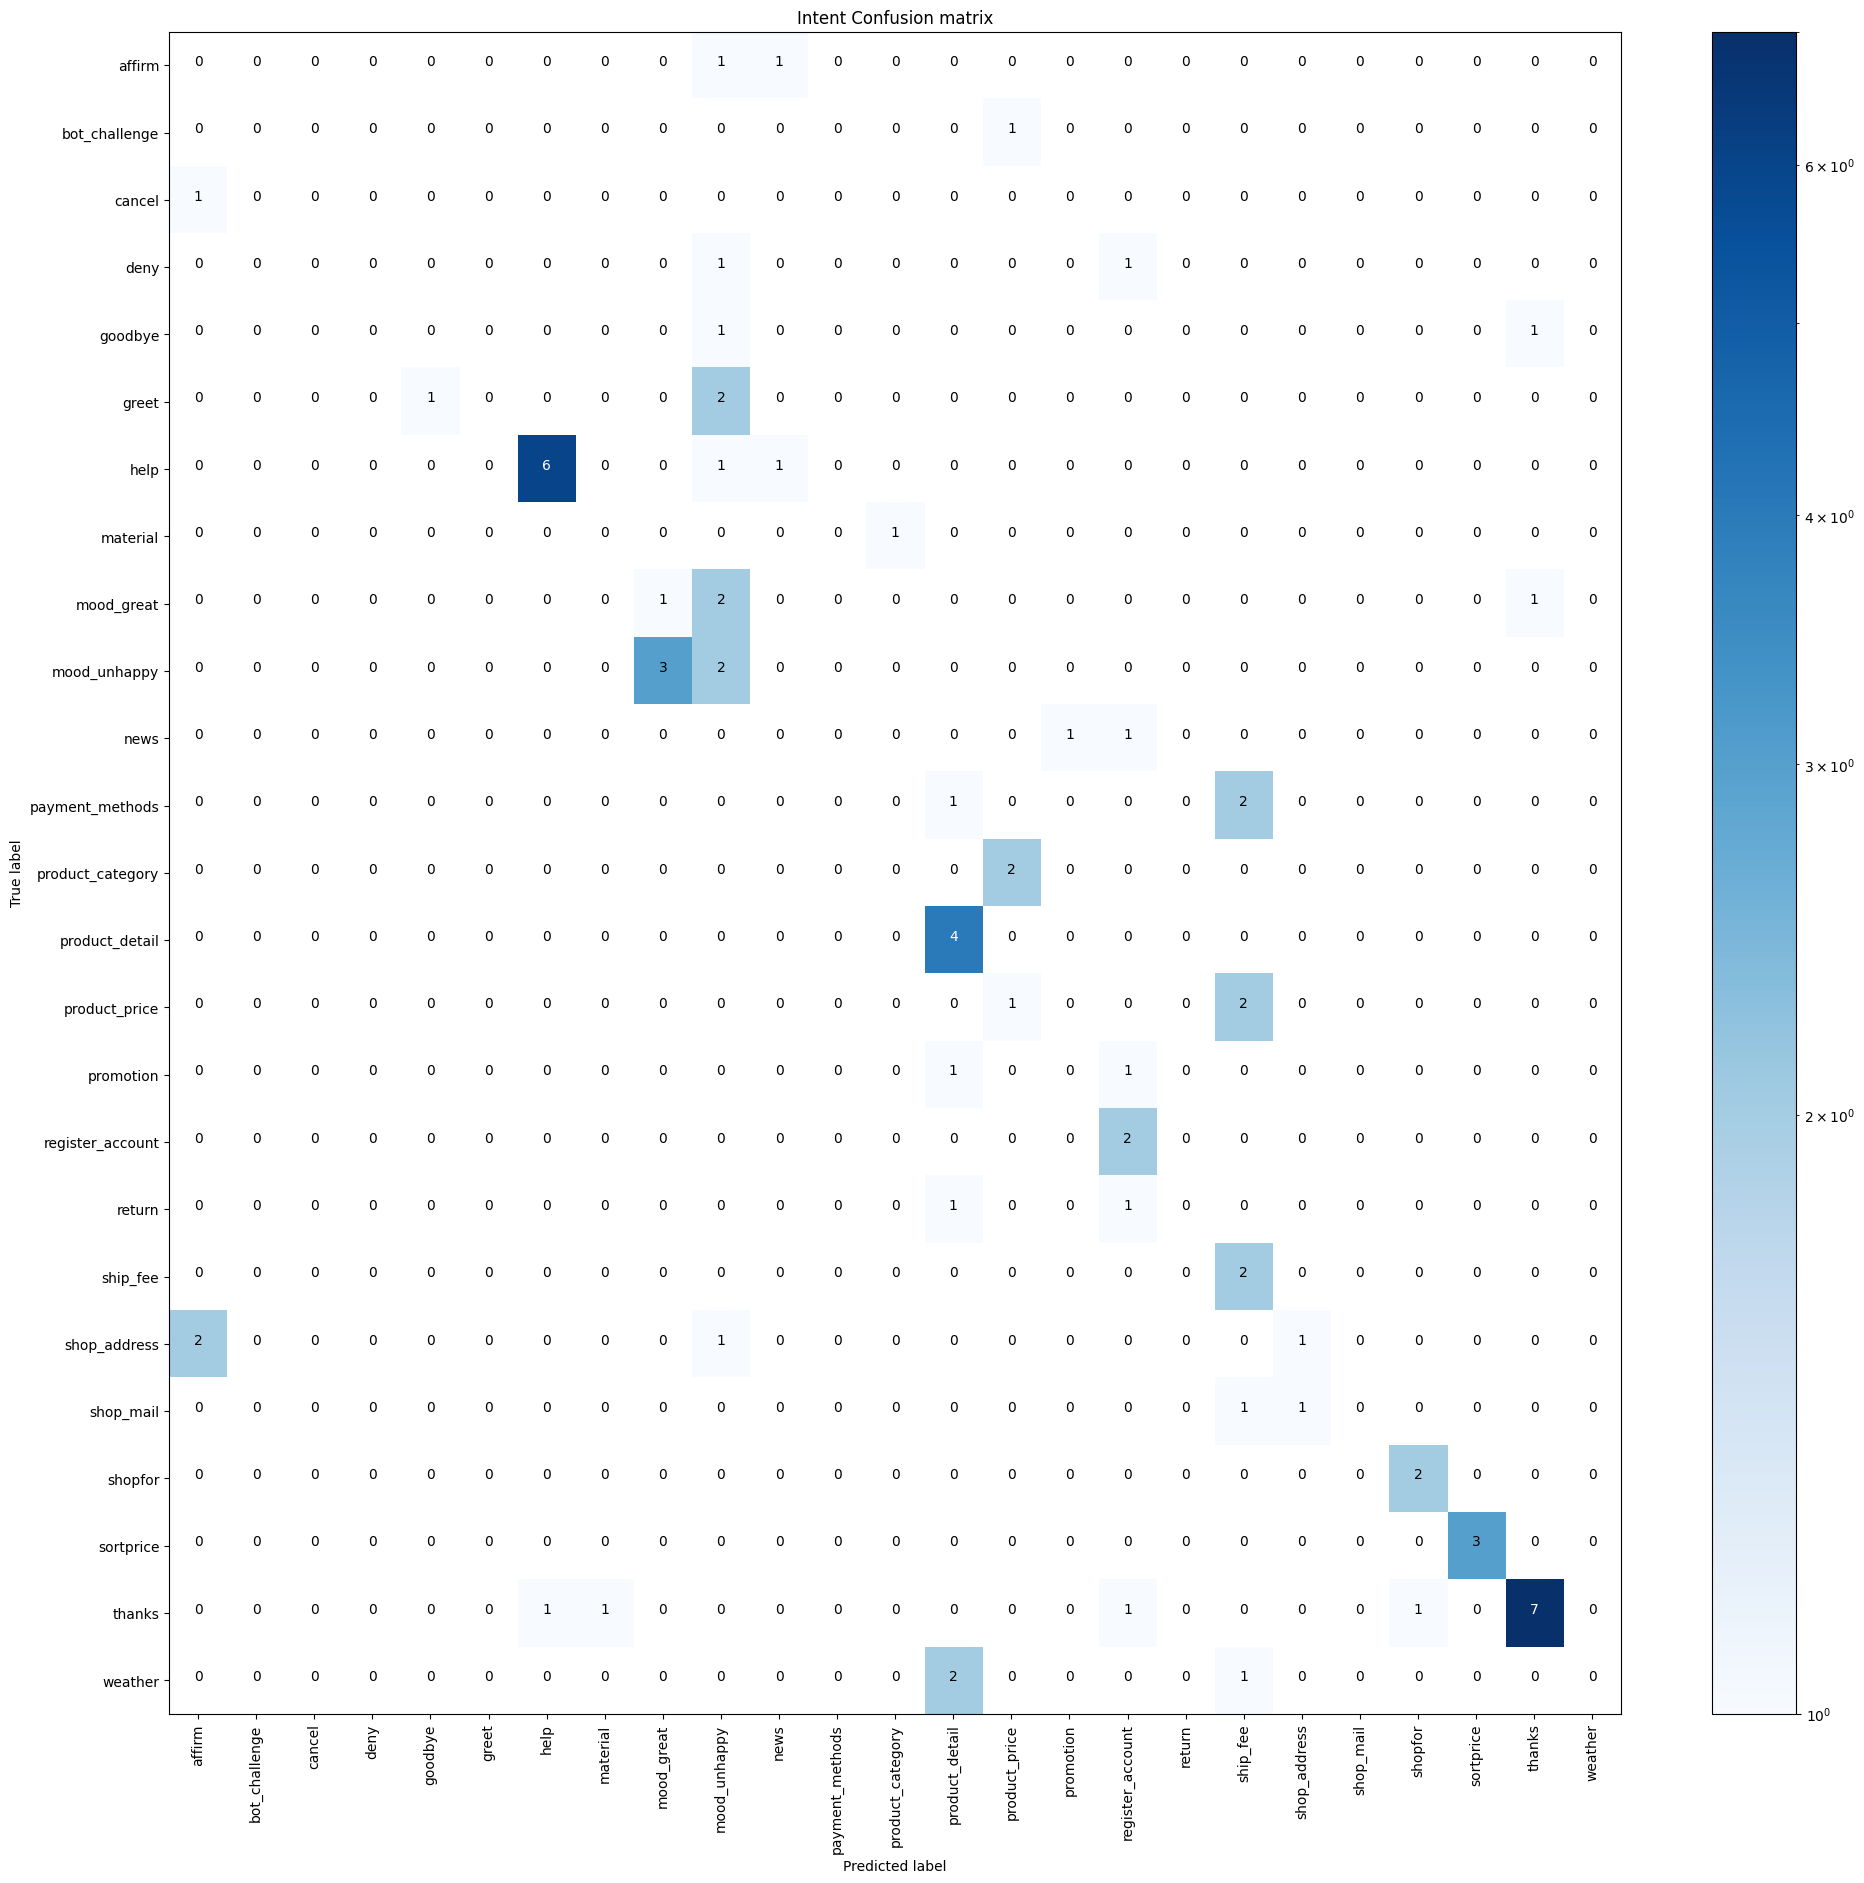 Intent Confusion matrix
affirm 0 0 0 0 0 0 0 0 0 1 1 0 0 0 0 0 0 0 0 0 0 0 0 0 0
bot_challenge 0 0 0 0 0 0 0 0 0 0 0 0 0 0 1 0 0 0 0 0 0 0 0 0 0
cancel 1 0 0 0 0 0 0 0 0 0 0 0 0 0 0 0 0 0 0 0 0 0 0 0 0
deny 0 0 0 0 0 0 0 0 0 1 0 0 0 0 0 0 1 0 0 0 0 0 0 0 0
goodbye 0 0 0 0 0 0 0 0 0 1 0 0 0 0 0 0 0 0 0 0 0 0 0 1 0
greet 0 0 0 0 1 0 0 0 0 2 0 0 0 0 0 0 0 0 0 0 0 0 0 0 0
help 0 0 0 0 0 0 6 0 0 1 1 0 0 0 0 0 0 0 0 0 0 0 0 0 0
material 0 0 0 0 0 0 0 0 0 0 0 0 1 0 0 0 0 0 0 0 0 0 0 0 0
mood_great 0 0 0 0 0 0 0 0 1 2 0 0 0 0 0 0 0 0 0 0 0 0 0 1 0
mood_unhappy 0 0 0 0 0 0 0 0 3 2 0 0 0 0 0 0 0 0 0 0 0 0 0 0 0
news 0 0 0 0 0 0 0 0 0 0 0 0 0 0 0 1 1 0 0 0 0 0 0 0 0
payment_methods 0 0 0 0 0 0 0 0 0 0 0 0 0 1 0 0 0 0 2 0 0 0 0 0 0
product_category 0 0 0 0 0 0 0 0 0 0 0 0 0 0 2 0 0 0 0 0 0 0 0 0 0
product_detail 0 0 0 0 0 0 0 0 0 0 0 0 0 4 0 0 0 0 0 0 0 0 0 0 0
product_price 0 0 0 0 0 0 0 0 0 0 0 0 0 0 1 0 0 0 2 0 0 0 0 0 0
promotion 0 0 0 0 0 0 0 0 0 0 0 0 0 1 0 0 1 0 0 0 0 0 0 0 0
register_account 0 0 0 0 0 0 0 0 0 0 0 0 0 0 0 0 2 0 0 0 0 0 0 0 0
return 0 0 0 0 0 0 0 0 0 0 0 0 0 1 0 0 1 0 0 0 0 0 0 0 0
ship_fee 0 0 0 0 0 0 0 0 0 0 0 0 0 0 0 0 0 0 2 0 0 0 0 0 0
shop_address 2 0 0 0 0 0 0 0 0 1 0 0 0 0 0 0 0 0 0 1 0 0 0 0 0
shop_mail 0 0 0 0 0 0 0 0 0 0 0 0 0 0 0 0 0 0 1 1 0 0 0 0 0
shopfor 0 0 0 0 0 0 0 0 0 0 0 0 0 0 0 0 0 0 0 0 0 2 0 0 0
sortprice 0 0 0 0 0 0 0 0 0 0 0 0 0 0 0 0 0 0 0 0 0 0 3 0 0
thanks 0 0 0 0 0 0 1 1 0 0 0 0 0 0 0 0 1 0 0 0 0 1 0 7 0
weather 0 0 0 0 0 0 0 0 0 0 0 0 0 2 0 0 0 0 1 0 0 0 0 0 0
True label
affirm
bot_challenge
cancel
deny
goodbye
greet
help
material
mood_great
mood_unhappy
news
payment_methods
product_category
product_detail
product_price
promotion
register_account
return
ship_fee
shop_address
shop_mail
shopfor
sortprice
thanks
weather
Predicted label
6 × 10⁰
4 × 10⁰
3 × 10⁰
2 × 10⁰
10⁰